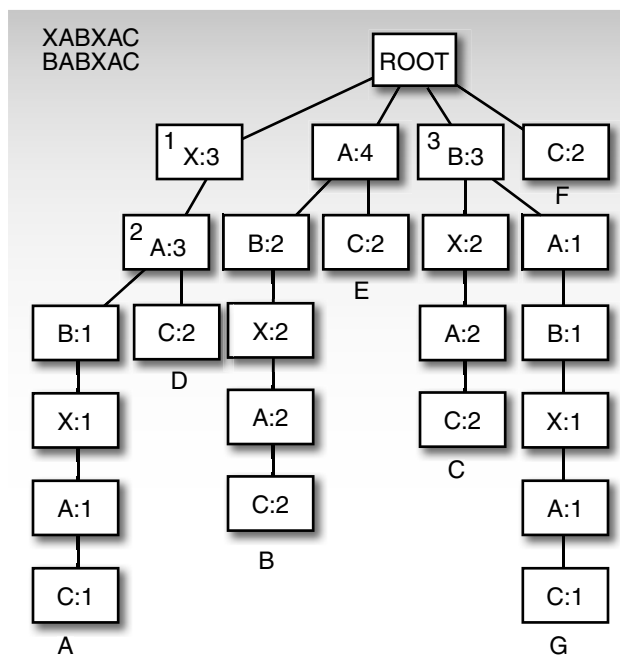 XABXAC
BABXAC
ROOT
1 X:3
A:4
3 B:3
C:2
F
2 A:3
B:2
C:2
X:2
A:1
E
B:1
C:2
X:2
A:2
B:1
D
X:1
A:2
C:2
X:1
C
A:1
C:2
A:1
B
C:1
C:1
A
G